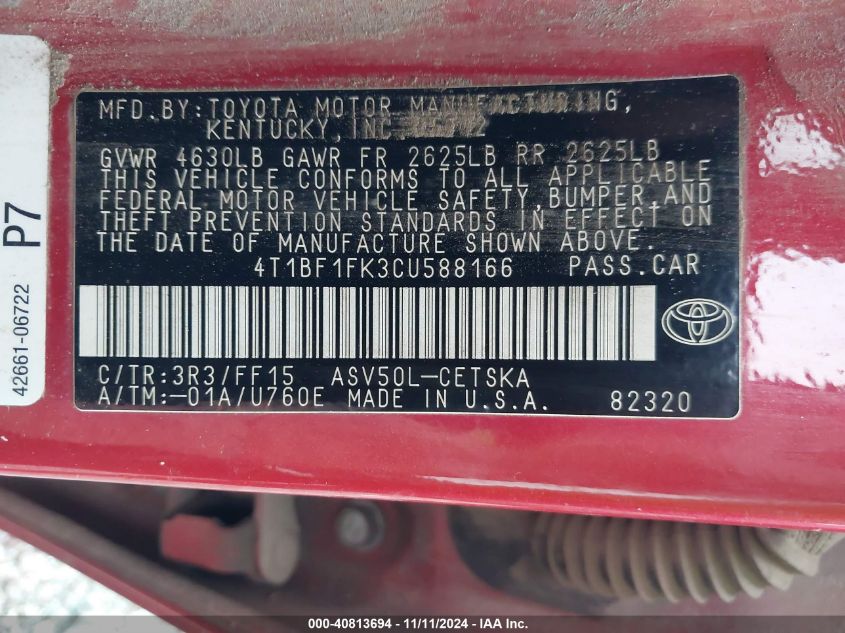 MFD.BY:TOYOTA MOTOR MANUFACTURING,
KENTUCKY,INC.
GVWR 4630LB GAWR FR 2625LB RR 2625LB
THIS VEHICLE CONFORMS TO ALL APPLICABLE
FEDERAL MOTOR VEHICLE SAFETY,BUMPER,AND
THEFT PREVENTION STANDARDS IN EFFECT ON
THE DATE OF MANUFACTURE SHOWN ABOVE.
4T1BF1FK3CU588166 PASS.CAR
C/TR:3R3/FF15 ASV50L-CETSKA
A/TM:-01A/U760E MADE IN U.S.A. 82320
42661-06722 P7
000-40813694 - 11/11/2024 - IAA Inc.